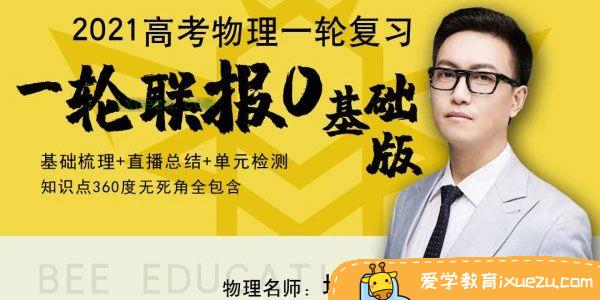 2021高考物理一轮复习
一轮联报0基础版
基础梳理+直播总结+单元检测
知识点360度无死角全包含
BEE EDUCAT
物理名师：
爱学教育ixuezu.com